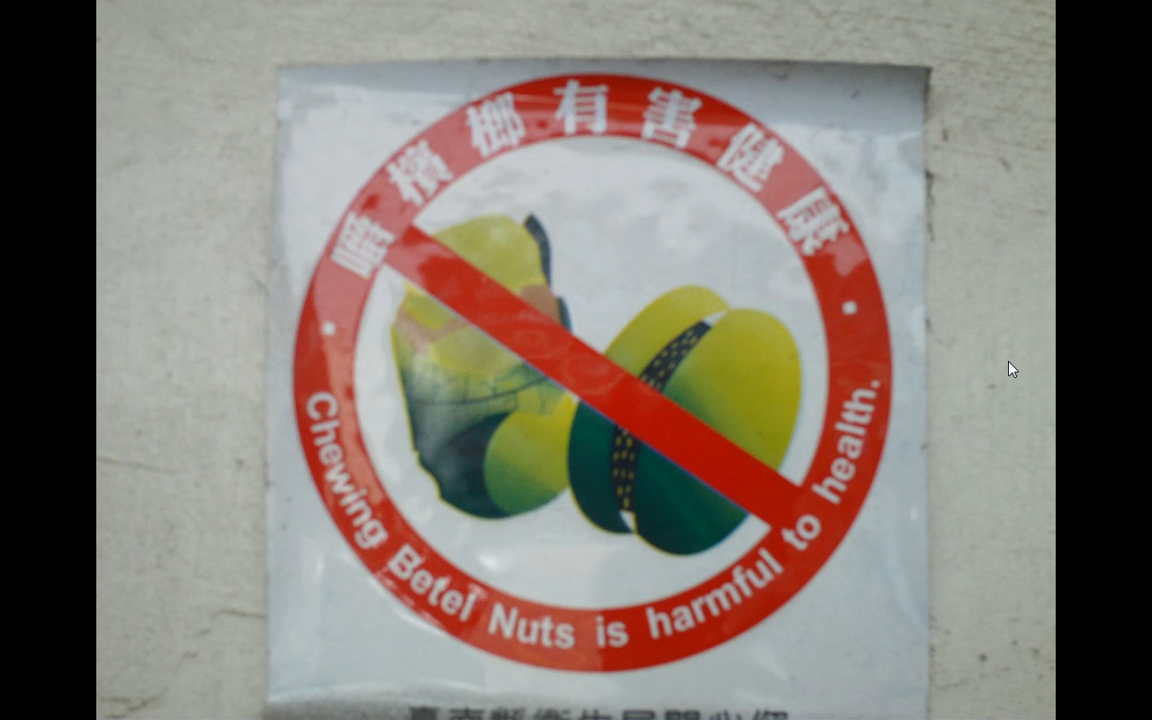 嚼檳榔有害健康
Chewing Betel Nuts is harmful to health.